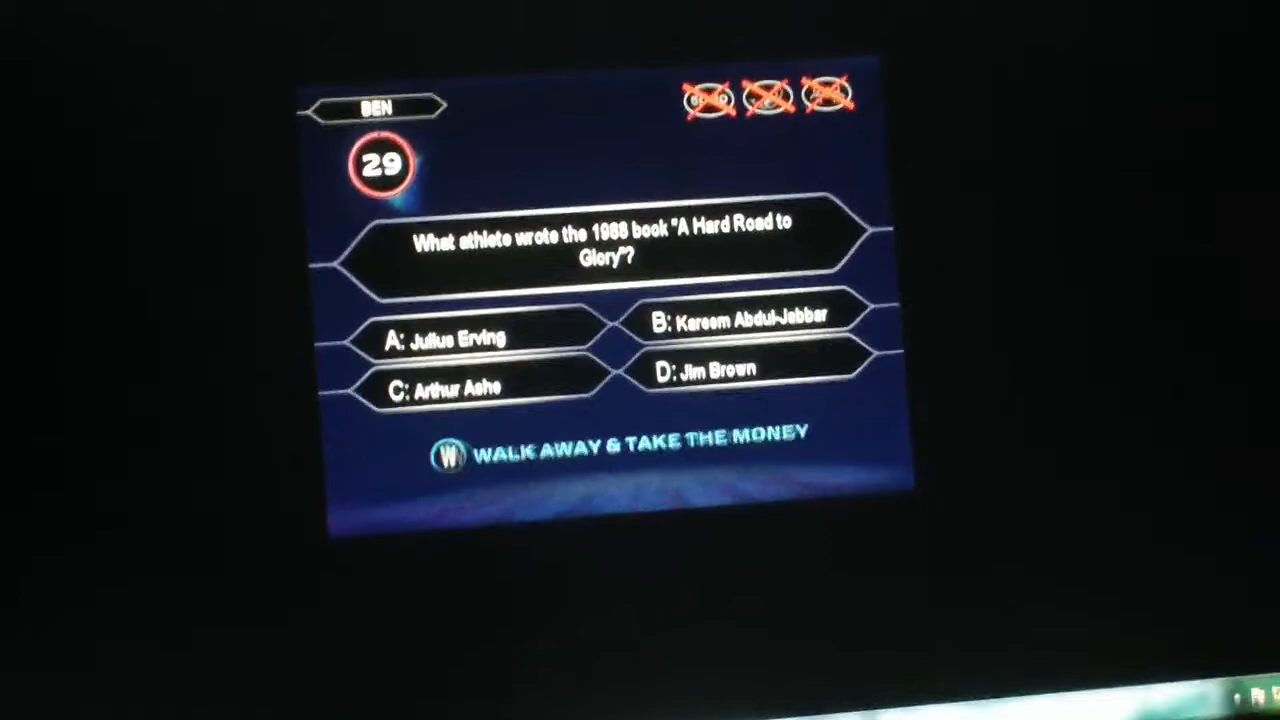 BEN
29
What athlete wrote the 1988 book "A Hard Road to
Glory"?
A: Julius Erving
B: Kareem Abdul-Jabbar
C: Arthur Ashe
D: Jim Brown
W WALK AWAY & TAKE THE MONEY